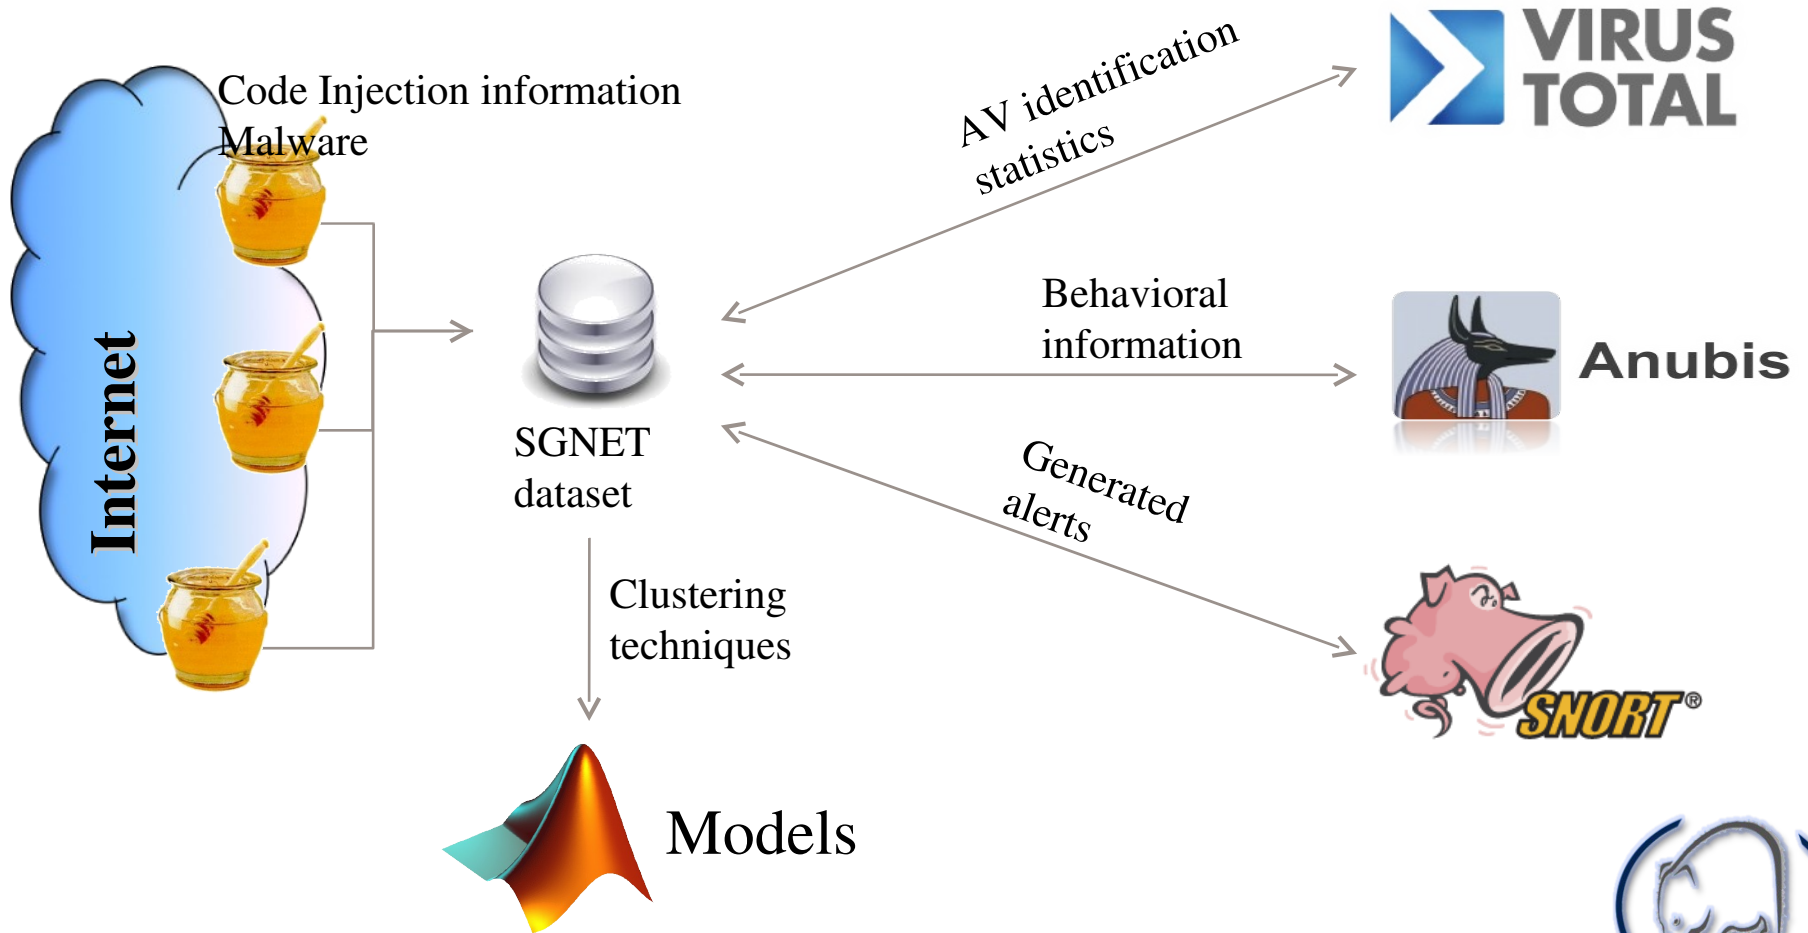 Code Injection information
Malware
Internet
SGNET
dataset
Clustering
techniques
Models
AV identification
statistics
Behavioral
information
Generated
alerts
VIRUS
TOTAL
Anubis
SNORT®